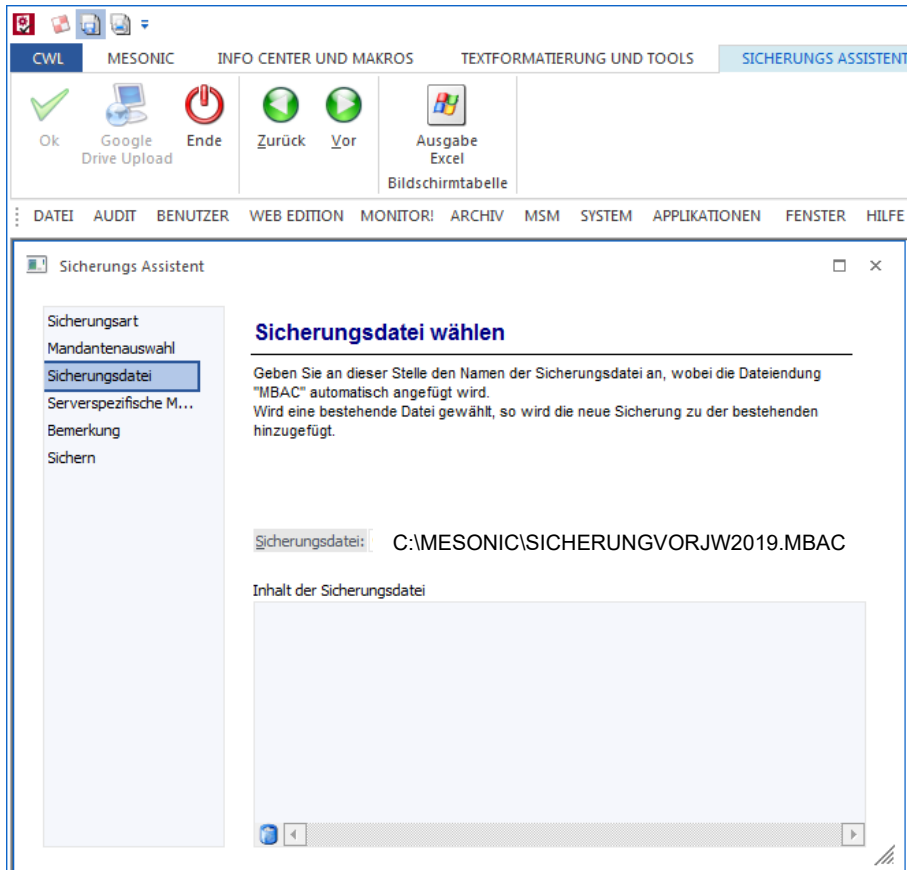 CWL MESONIC INFO CENTER UND MAKROS TEXTFORMATIERUNG UND TOOLS SICHERUNGS ASSISTENT
Ok Google Drive Upload Ende Zurück Vor Ausgabe Excel
Bildschirmtabelle
DATEI AUDIT BENUTZER WEB EDITION MONITOR! ARCHIV MSM SYSTEM APPLIKATIONEN FENSTER HILFE
Sicherungs Assistent
Sicherungsart
Mandantenauswahl
Sicherungsdatei
Serverspezifische M...
Bemerkung
Sichern
Sicherungsdatei wählen
Geben Sie an dieser Stelle den Namen der Sicherungsdatei an, wobei die Dateiendung
"MBAC" automatisch angefügt wird.
Wird eine bestehende Datei gewählt, so wird die neue Sicherung zu der bestehenden
hinzugefügt.
Sicherungsdatei: C:\MESONIC\SICHERUNGVORJW2019.MBAC
Inhalt der Sicherungsdatei